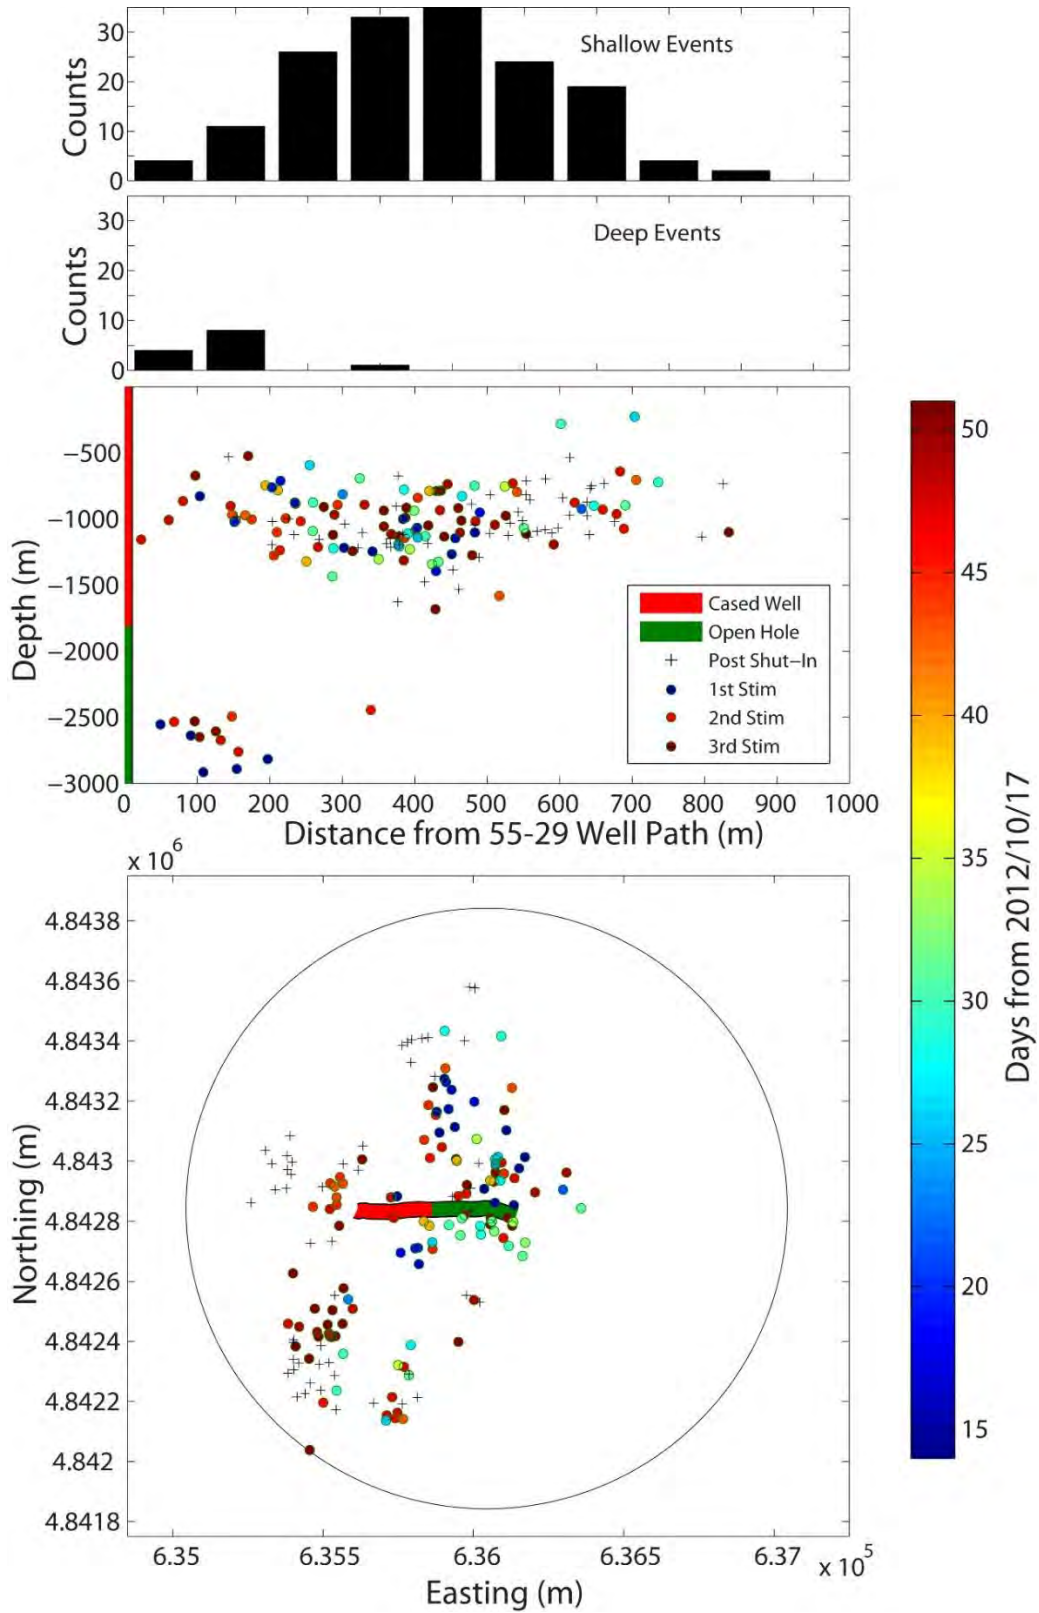 Shallow Events
Counts
30
20
10
0
Deep Events
Counts
30
20
10
0
Depth (m)
−500
−1000
−1500
−2000
−2500
−3000
Cased Well
Open Hole
Post Shut−In
1st Stim
2nd Stim
3rd Stim
0 100 200 300 400 500 600 700 800 900 1000
Distance from 55-29 Well Path (m)
x 10^6
Northing (m)
4.8438
4.8436
4.8434
4.8432
4.843
4.8428
4.8426
4.8424
4.8422
4.842
4.8418
6.35 6.355 6.36 6.365 6.37 x 10^5
Easting (m)
50
45
40
35
30
25
20
15
Days from 2012/10/17